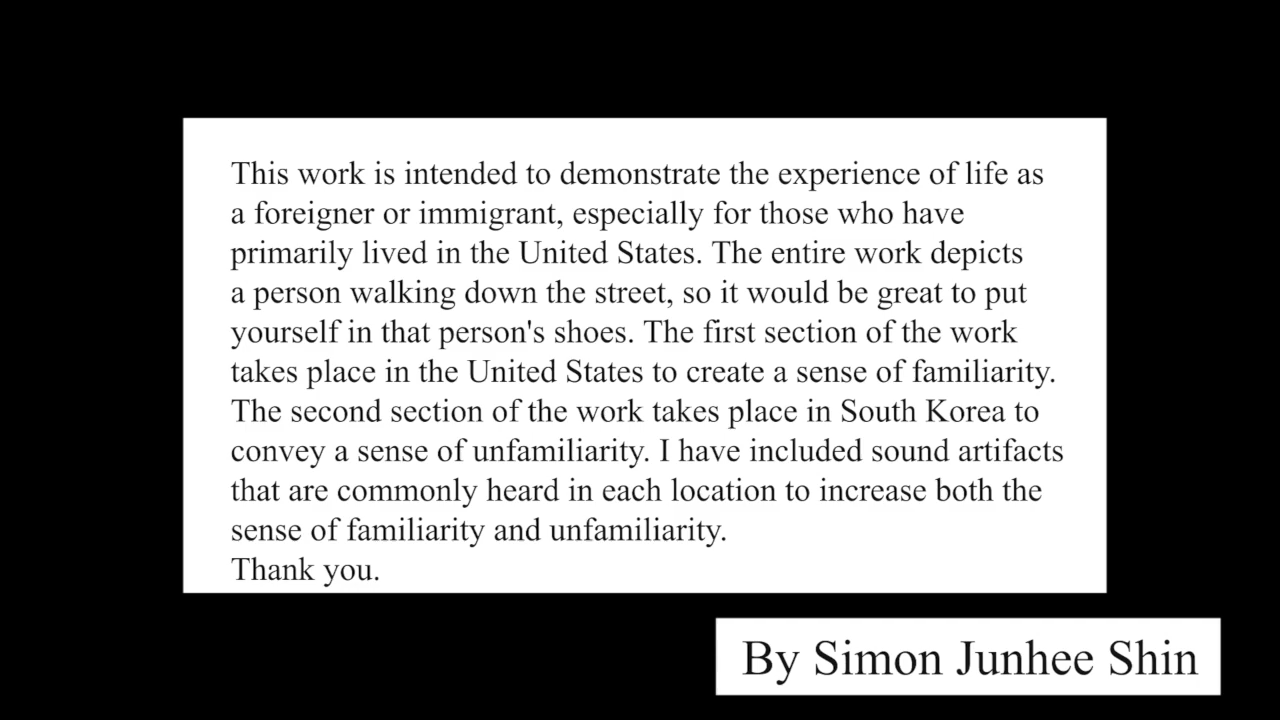 This work is intended to demonstrate the experience of life as
a foreigner or immigrant, especially for those who have
primarily lived in the United States. The entire work depicts
a person walking down the street, so it would be great to put
yourself in that person's shoes. The first section of the work
takes place in the United States to create a sense of familiarity.
The second section of the work takes place in South Korea to
convey a sense of unfamiliarity. I have included sound artifacts
that are commonly heard in each location to increase both the
sense of familiarity and unfamiliarity.
Thank you.
By Simon Junhee Shin